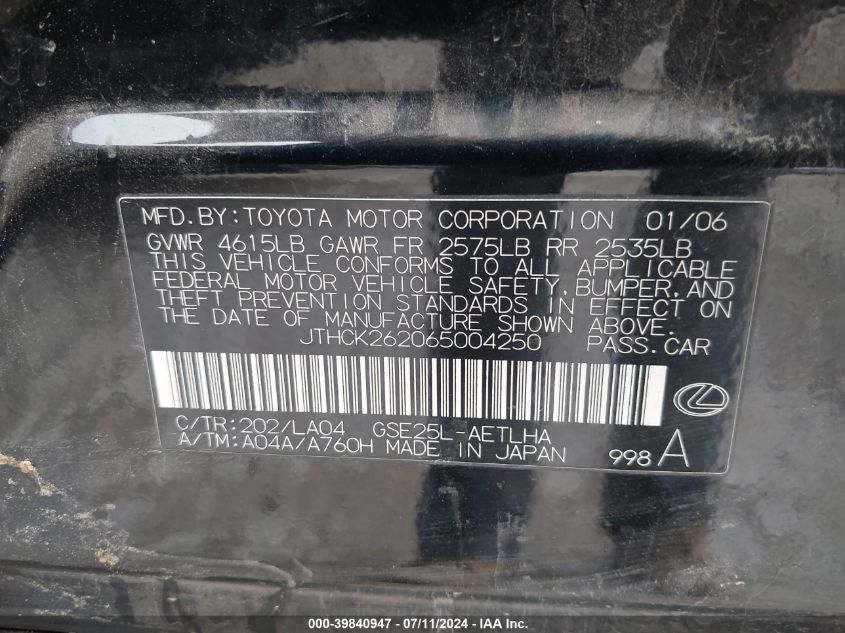 MFD.BY:TOYOTA MOTOR CORPORATION 01/06
GVWR 4615LB GAWR FR 2575LB RR 2535LB
THIS VEHICLE CONFORMS TO ALL APPLICABLE
FEDERAL MOTOR VEHICLE SAFETY,BUMPER,AND
THEFT PREVENTION STANDARDS IN EFFECT ON
THE DATE OF MANUFACTURE SHOWN ABOVE.
JTHCK262065004250 PASS.CAR
C/TR:202/LA04 GSE25L-AETLHA
A/TM:A04A/A760H MADE IN JAPAN 998 A
000-39840947 - 07/11/2024 - IAAI, Inc.